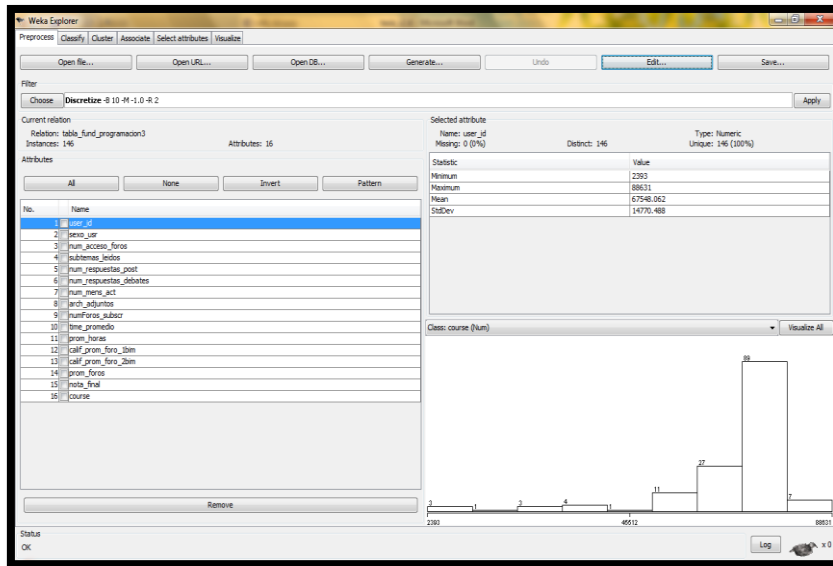 Weka Explorer
Preprocess Classify Cluster Associate Select attributes Visualize
Open file... Open URL... Open DB... Generate... Undo Edit... Save...
Filter
Choose Discretize -B 10 -M -1.0 -R 2 Apply
Current relation
Relation: tabla_fund_programacion3
Instances: 146 Attributes: 16
Attributes
All None Invert Pattern
No. Name
1 user_id
2 sexo_usr
3 num_acceso_foros
4 subtemas_leidos
5 num_respuestas_post
6 num_respuestas_debates
7 num_mens_act
8 arch_adjuntos
9 numForos_subscr
10 time_promedio
11 prom_horas
12 calif_prom_foro_1bim
13 calif_prom_foro_2bim
14 prom_foros
15 nota_final
16 course
Remove
Selected attribute
Name: user_id Type: Numeric
Missing: 0 (0%) Distinct: 146 Unique: 146 (100%)
Statistic Value
Minimum 2393
Maximum 88631
Mean 67548.062
StdDev 14770.488
Class: course (Num) Visualize All
3 1 3 4 1 11 27 89 7
2393 45512 88631
Status
OK
Log x 0